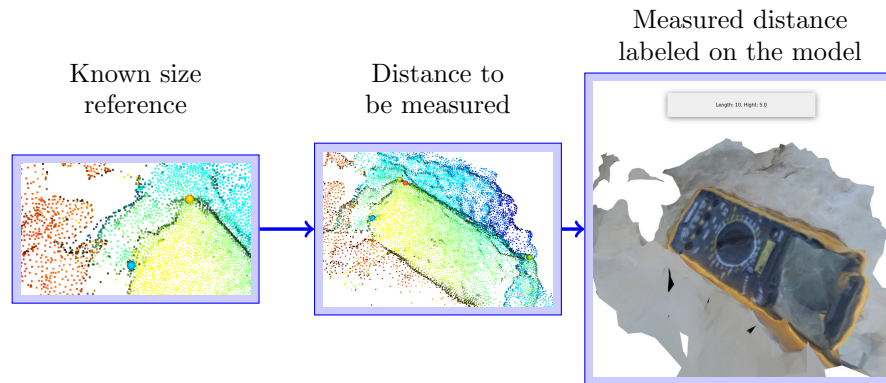 Known size
reference
Distance to
be measured
Measured distance
labeled on the model
Length: 10, Hight: 5.0